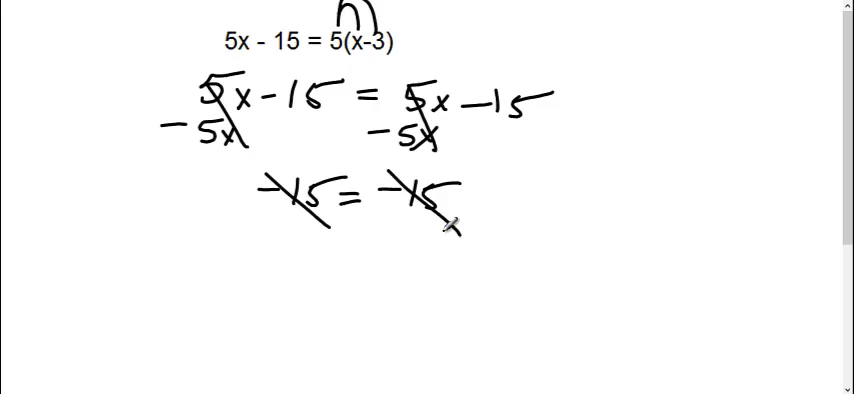 5x - 15 = 5(x-3)
5x - 15 = 5x - 15
- 5x - 5x
-15 = -15